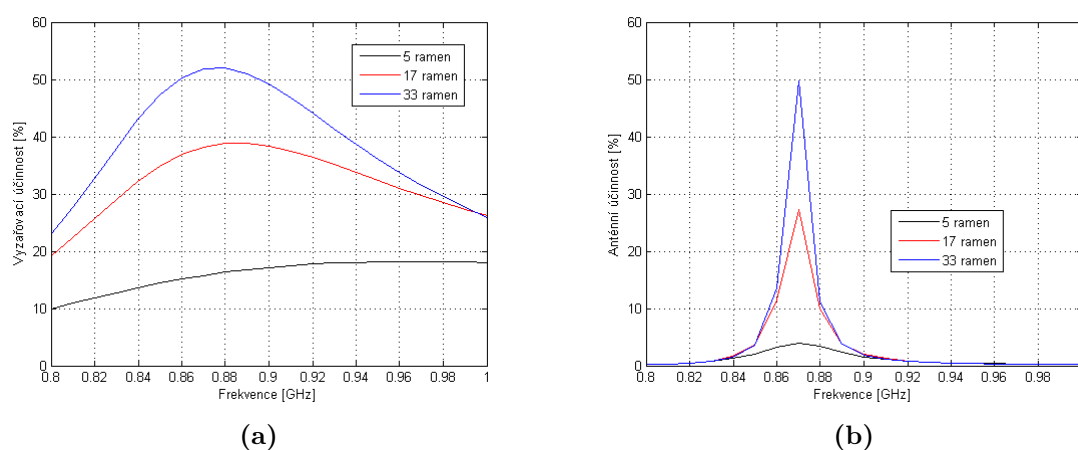 60
50
40
30
20
10
0
Vyzařovací účinnost [%]
5 ramen
17 ramen
33 ramen
0.8 0.82 0.84 0.86 0.88 0.9 0.92 0.94 0.96 0.98 1
Frekvence [GHz]
(a)
60
50
40
30
20
10
0
Anténní účinnost [%]
5 ramen
17 ramen
33 ramen
0.8 0.82 0.84 0.86 0.88 0.9 0.92 0.94 0.96 0.98
Frekvence [GHz]
(b)